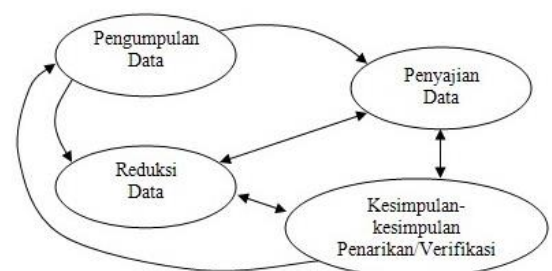 Pengumpulan
Data
Penyajian
Data
Reduksi
Data
Kesimpulan-
kesimpulan
Penarikan/Verifikasi